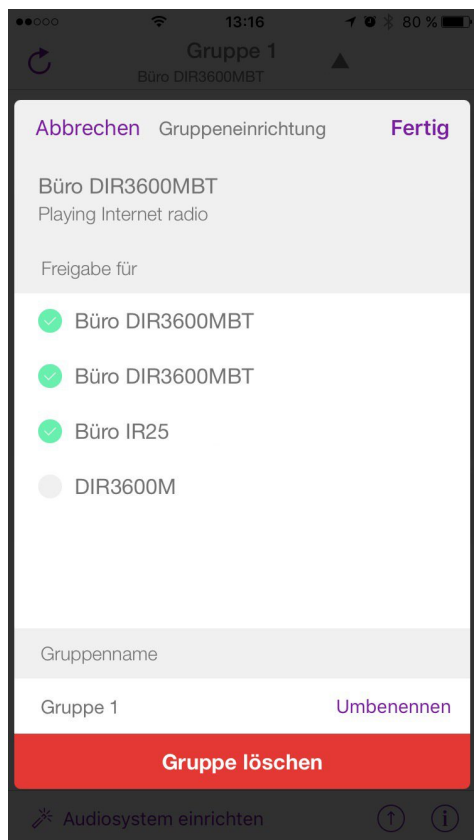 13:16
80 %
Gruppe 1
Büro DIR3600MBT
Abbrechen Gruppeneinrichtung Fertig
Büro DIR3600MBT
Playing Internet radio
Freigabe für
Büro DIR3600MBT
Büro DIR3600MBT
Büro IR25
DIR3600M
Gruppenname
Gruppe 1 Umbenennen
Gruppe löschen
Audiosystem einrichten